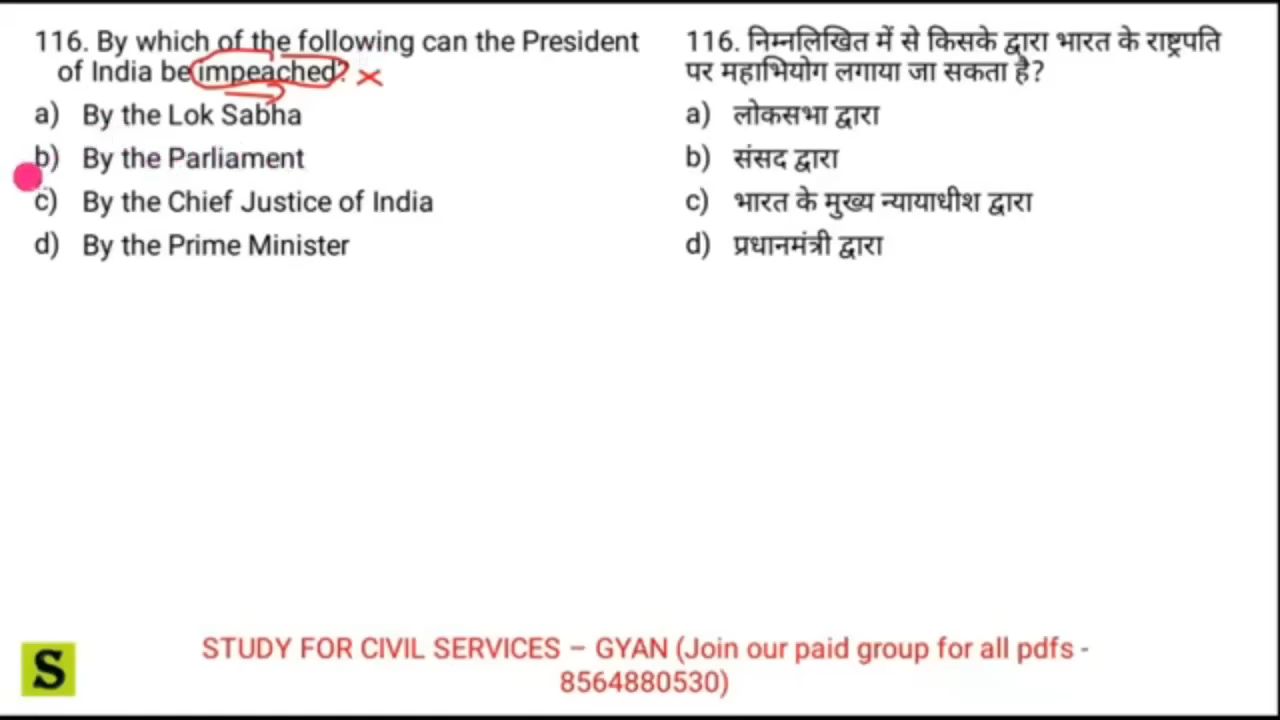 116. By which of the following can the President
of India be impeached?
a) By the Lok Sabha
b) By the Parliament
c) By the Chief Justice of India
d) By the Prime Minister
116. निम्नलिखित में से किसके द्वारा भारत के राष्ट्रपति
पर महाभियोग लगाया जा सकता है?
a) लोकसभा द्वारा
b) संसद द्वारा
c) भारत के मुख्य न्यायाधीश द्वारा
d) प्रधानमंत्री द्वारा
S
STUDY FOR CIVIL SERVICES – GYAN (Join our paid group for all pdfs -
8564880530)